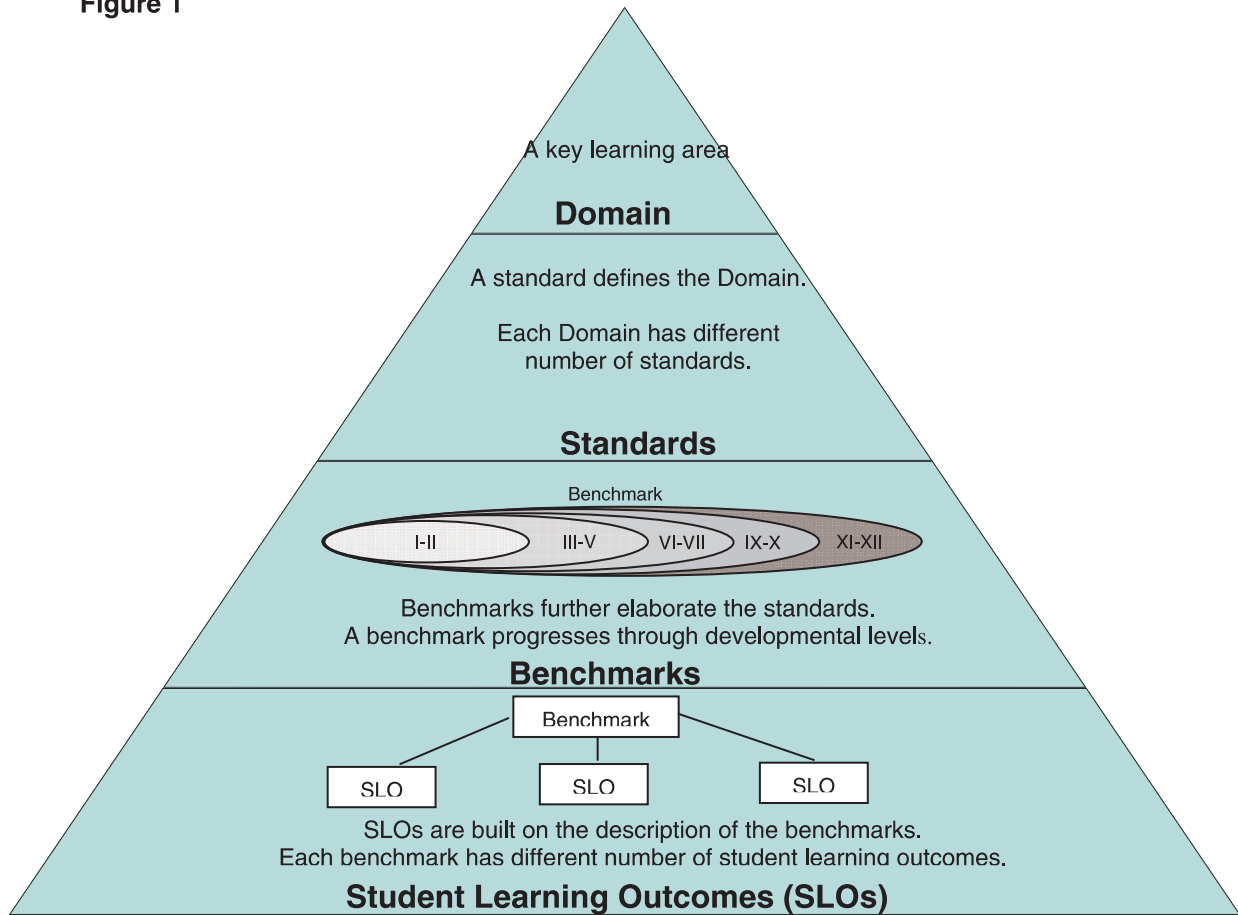 Figure 1
A key learning area
Domain
A standard defines the Domain.
Each Domain has different
number of standards.
Standards
Benchmark
I-II III-V VI-VII IX-X XI-XII
Benchmarks further elaborate the standards.
A benchmark progresses through developmental levels.
Benchmarks
Benchmark
SLO SLO SLO
SLOs are built on the description of the benchmarks.
Each benchmark has different number of student learning outcomes.
Student Learning Outcomes (SLOs)